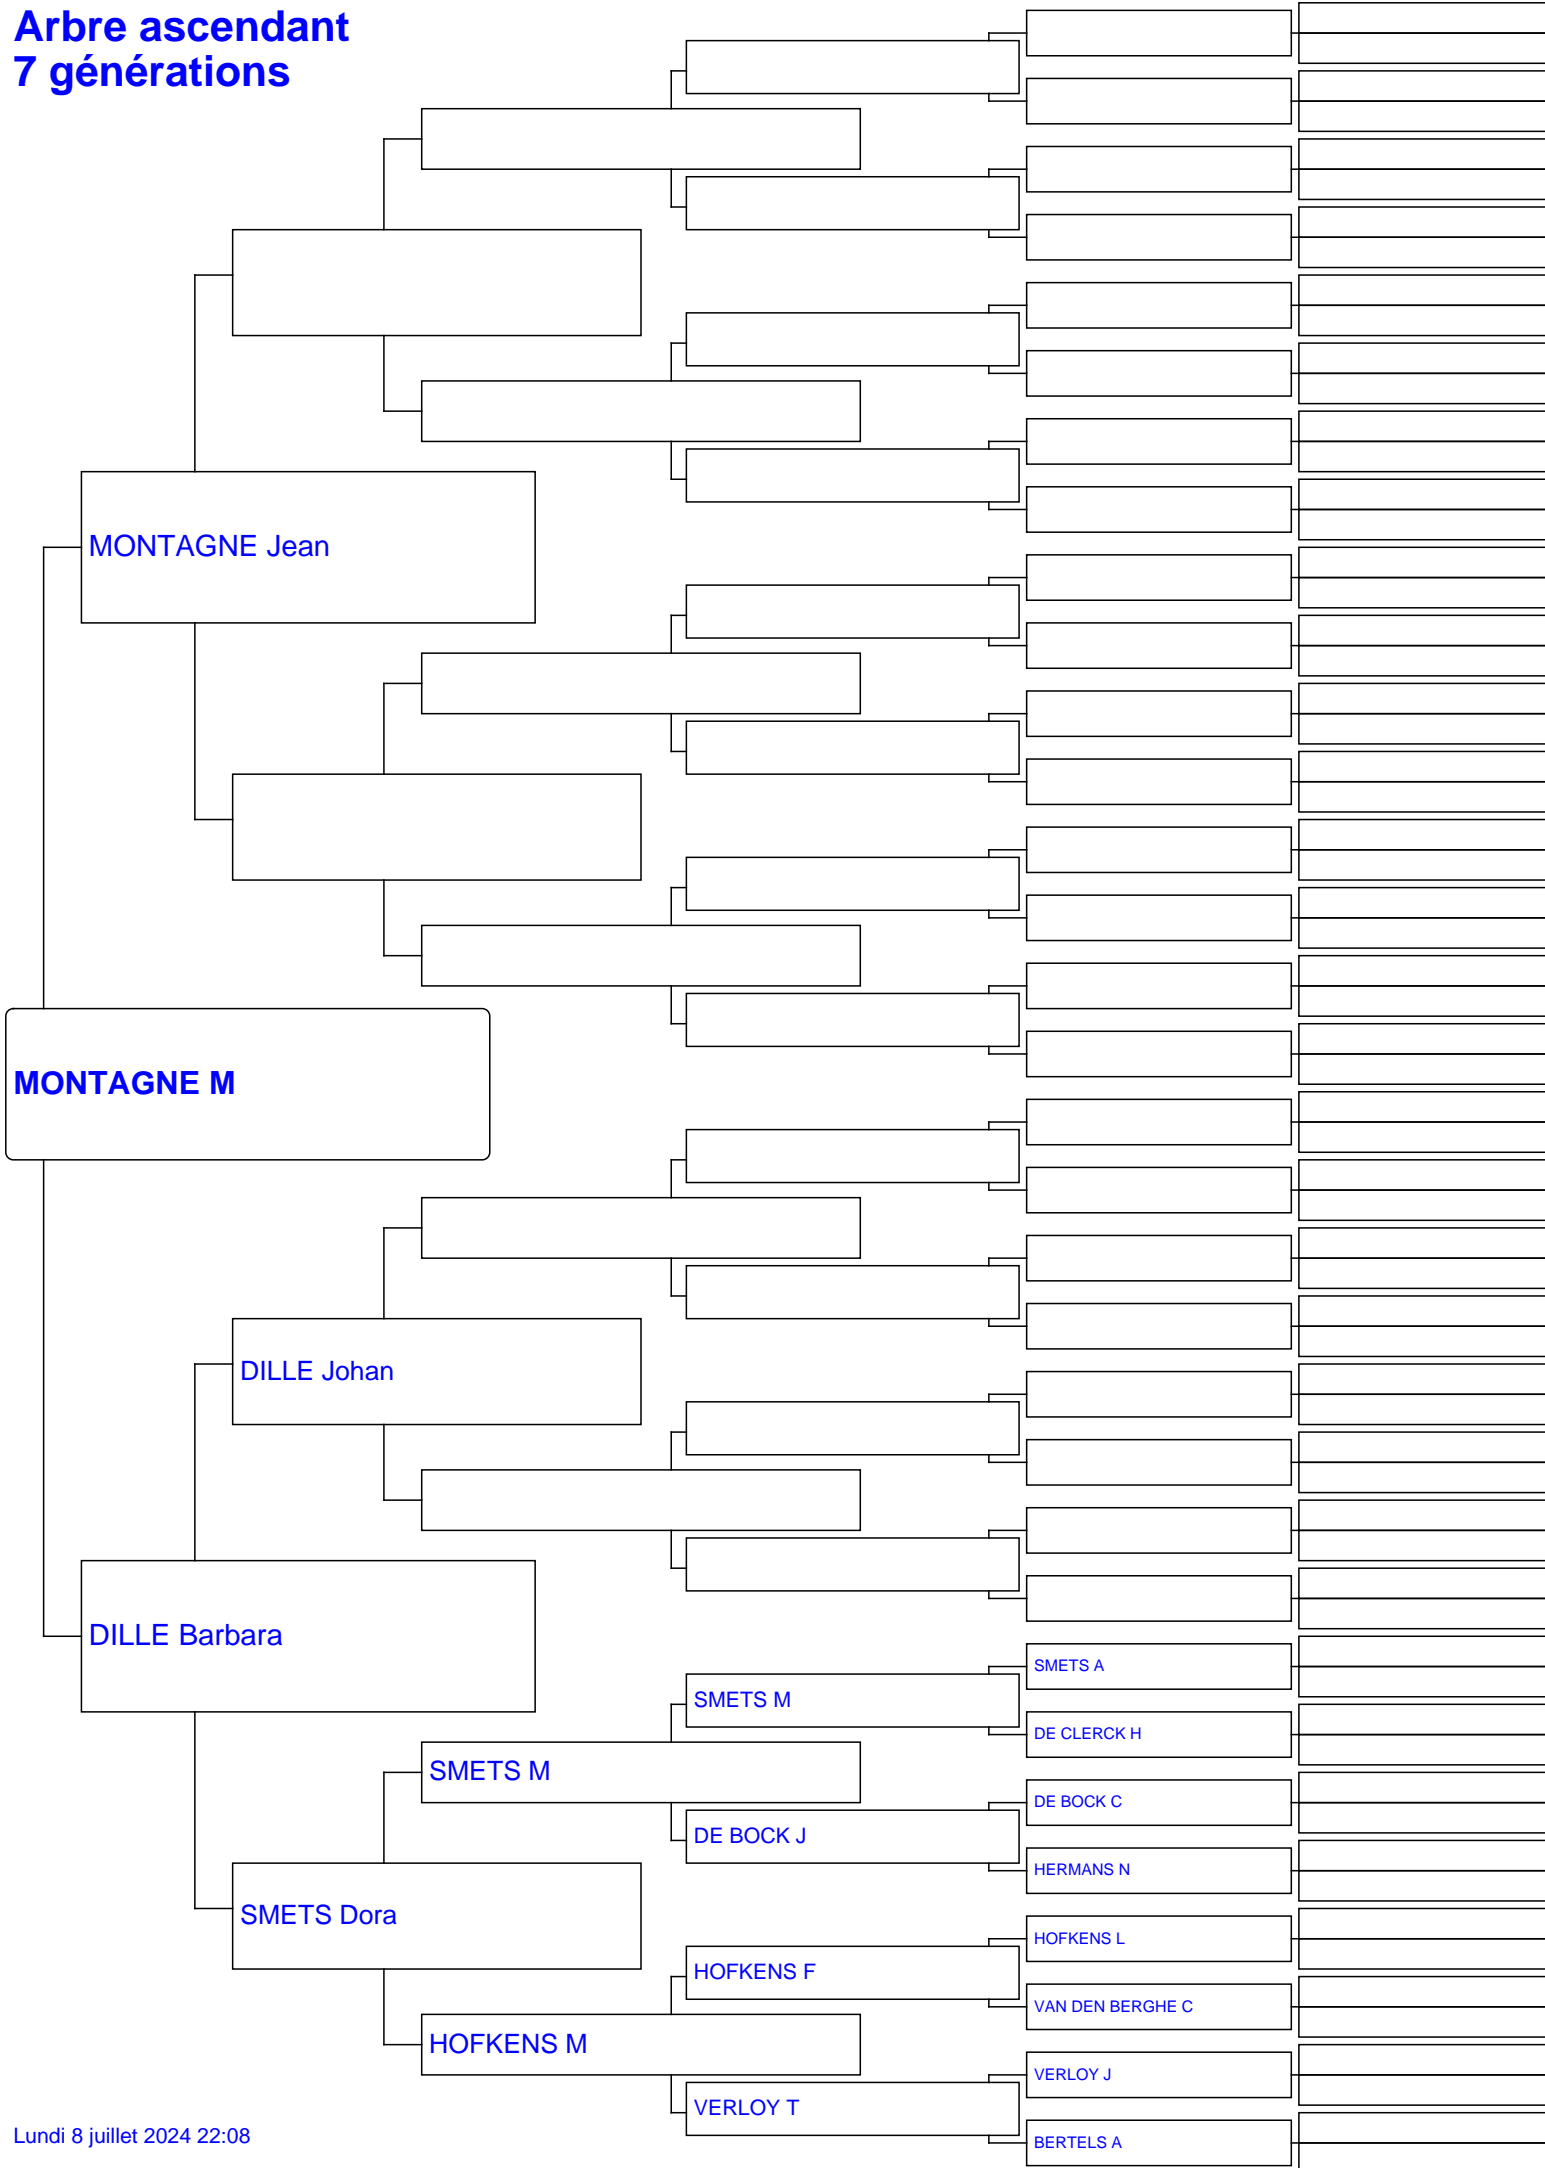 Arbre ascendant
7 générations
MONTAGNE Jean
MONTAGNE M
DILLE Johan
DILLE Barbara
SMETS A
SMETS M
DE CLERCK H
SMETS M
DE BOCK C
DE BOCK J
HERMANS N
SMETS Dora
HOFKENS L
HOFKENS F
VAN DEN BERGHE C
HOFKENS M
VERLOY J
VERLOY T
BERTELS A
Lundi 8 juillet 2024 22:08